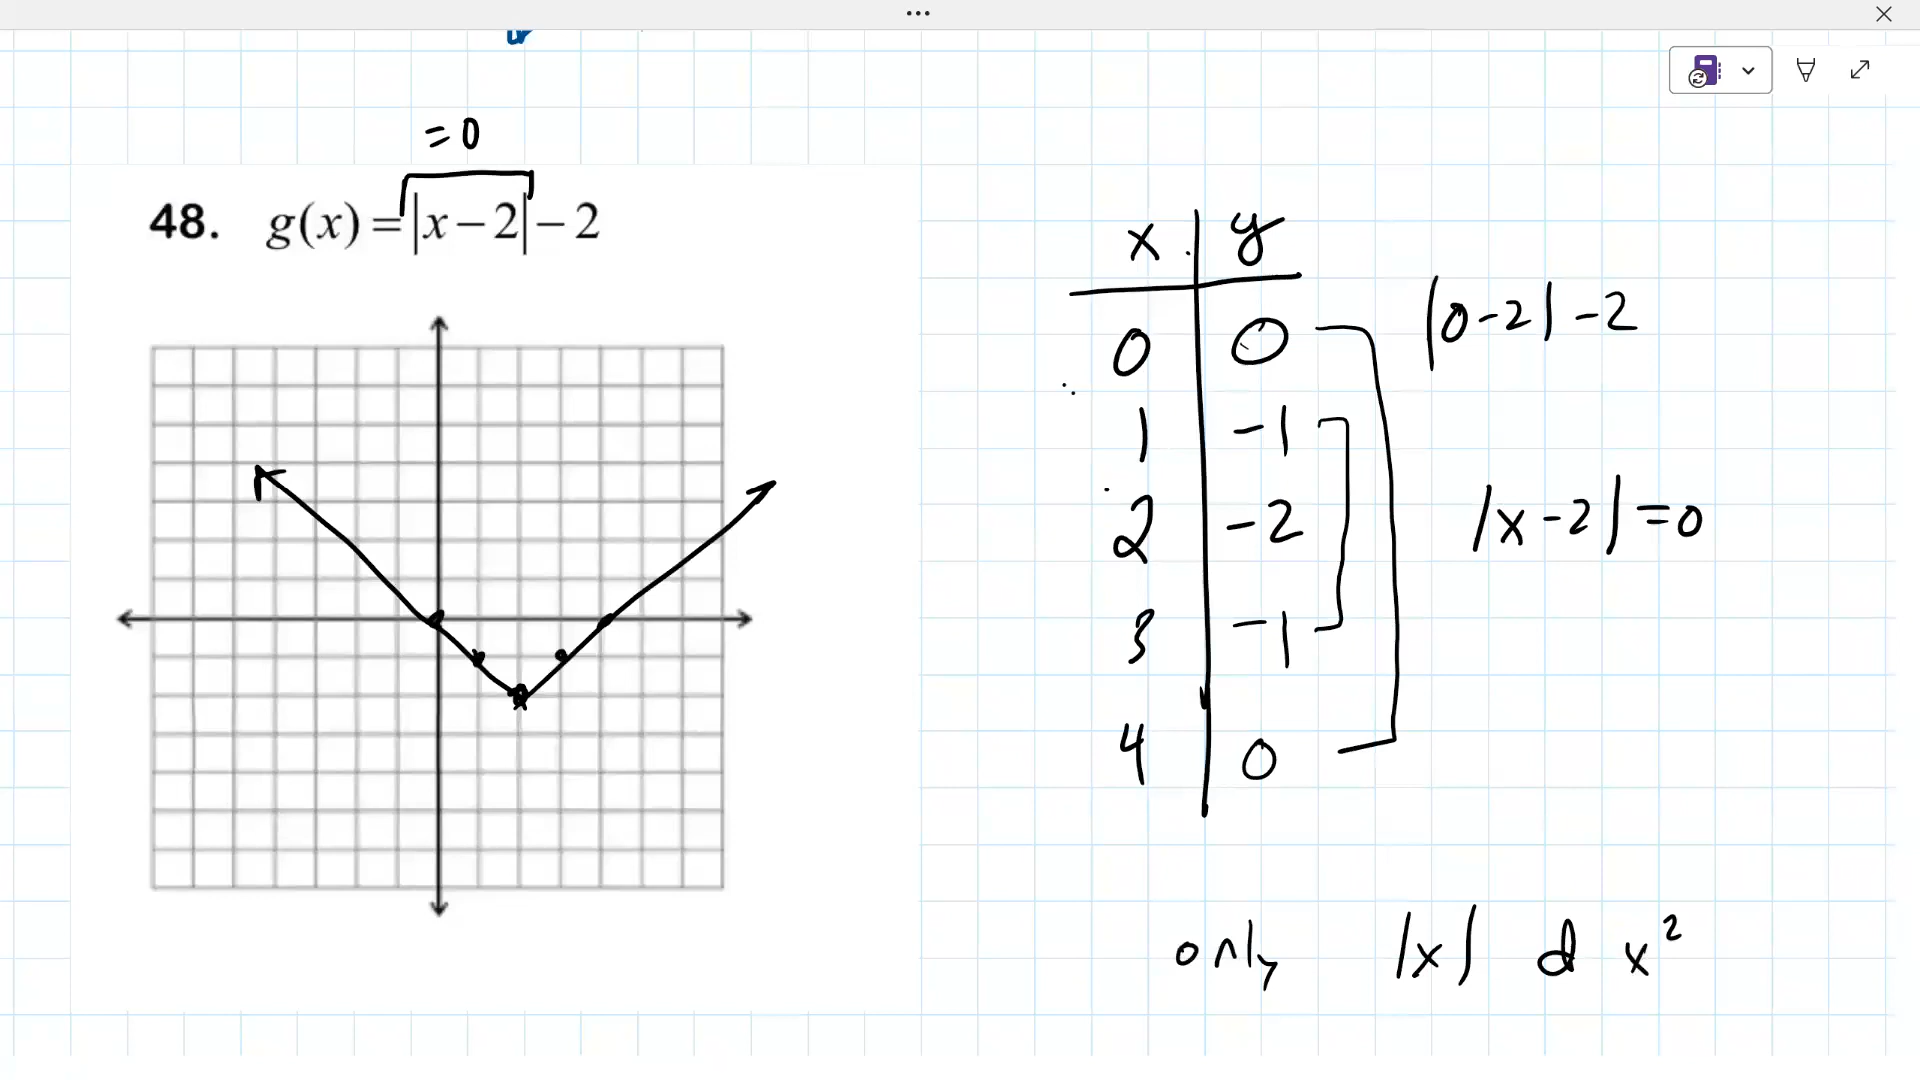 = 0
48. g(x) = |x − 2| − 2
x y
0 0 |0 - 2| - 2
1 -1
2 -2 |x - 2| = 0
3 -1
4 0
only |x| d x²